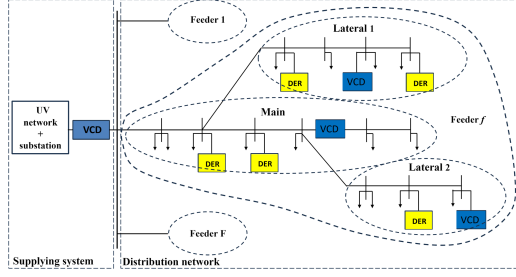 Feeder 1
Lateral 1
DER
VCD
DER
UV
network
+
substation
VCD
Main
VCD
Feeder f
DER
DER
Lateral 2
DER
VCD
Feeder F
Supplying system
Distribution network